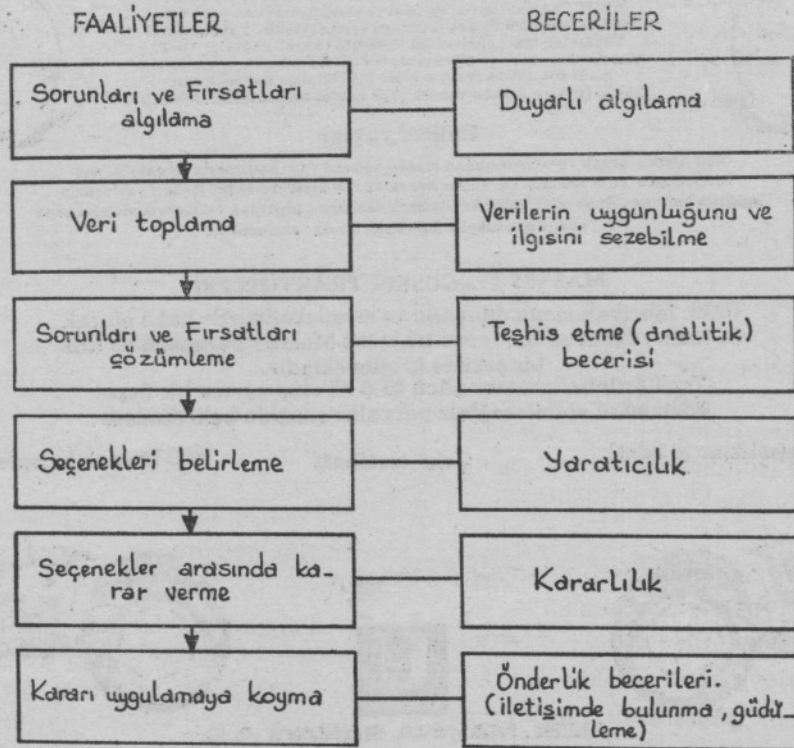 FAALİYETLER
BECERİLER
Sorunları ve Fırsatları
algılama
Duyarlı algılama
Veri toplama
Verilerin uygunluğunu ve
ilgisini sezebilme
Sorunları ve Fırsatları
çözümleme
Teşhis etme (analitik)
becerisi
Seçenekleri belirleme
Yaratıcılık
Seçenekler arasında ka-
rar verme
Kararlılık
Kararı uygulamaya koyma
Önderlik becerileri.
(iletişimde bulunma, güdü-
leme)